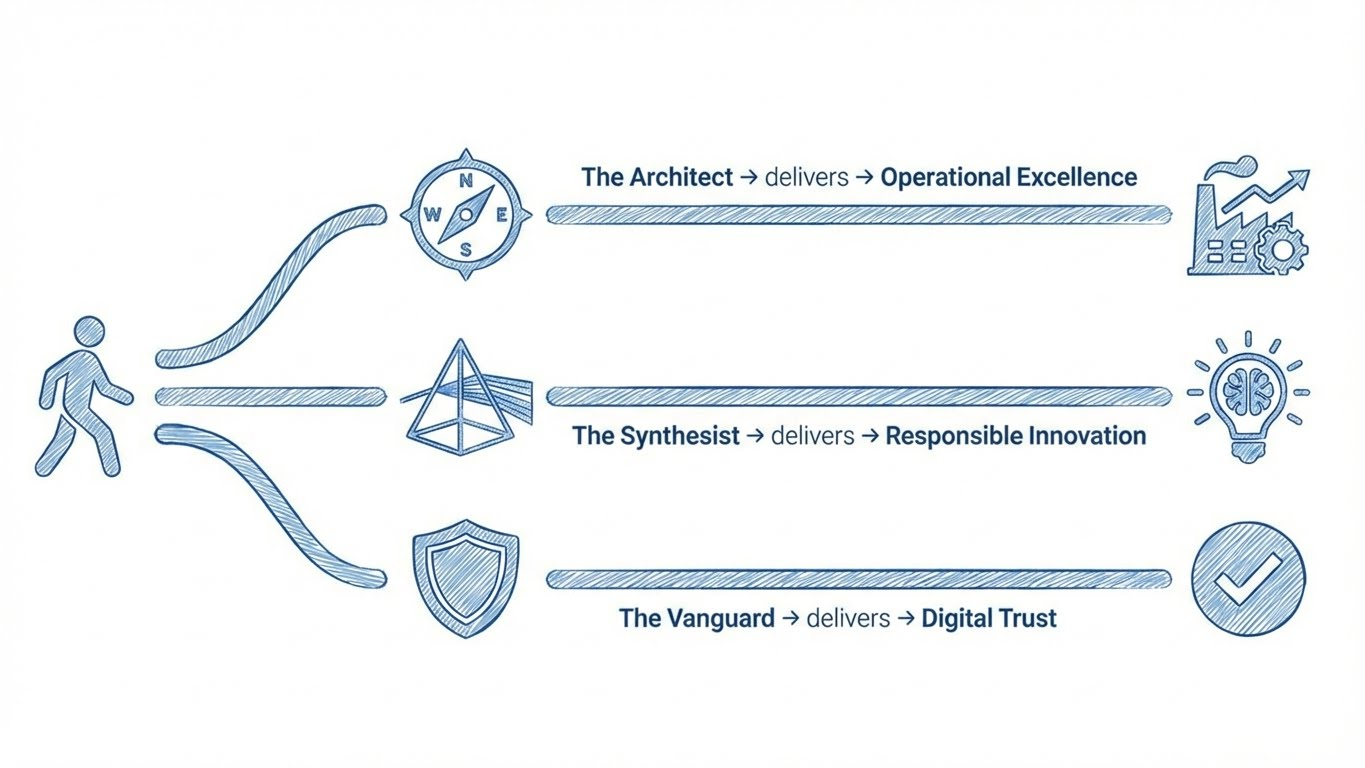 N
W E
S
The Architect → delivers → Operational Excellence
The Synthesist → delivers → Responsible Innovation
The Vanguard → delivers → Digital Trust